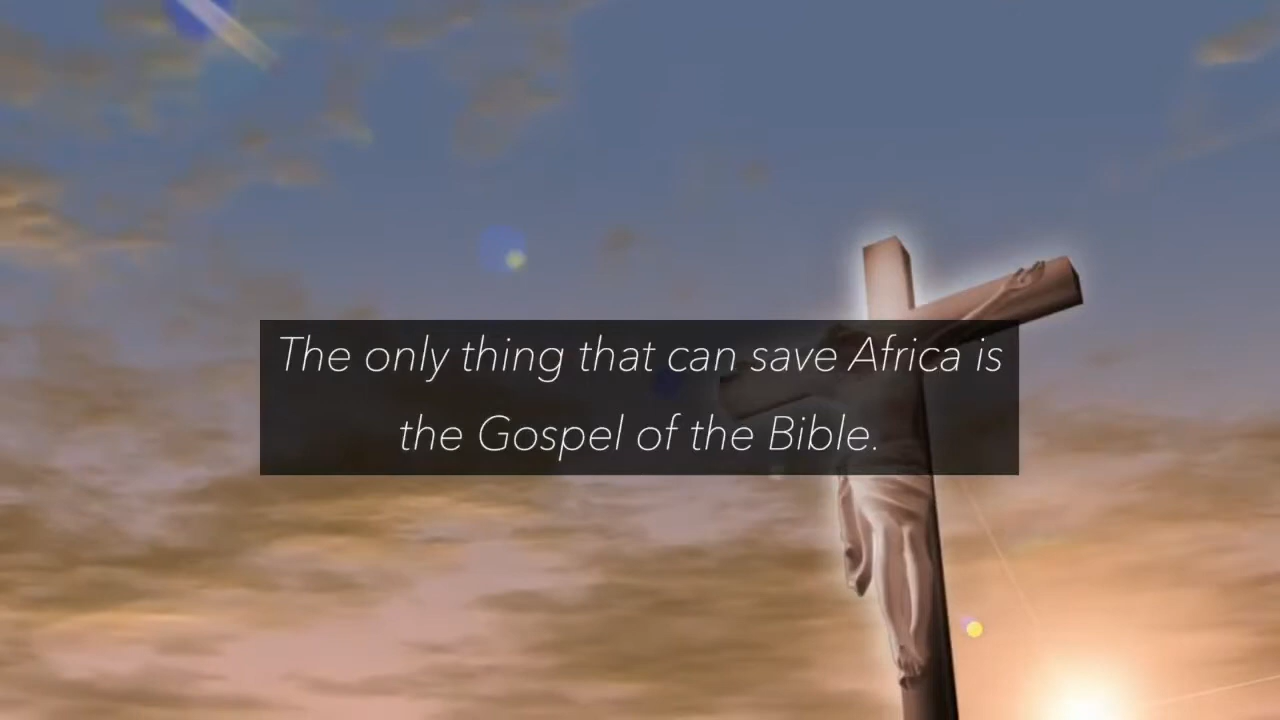 The only thing that can save Africa is
the Gospel of the Bible.